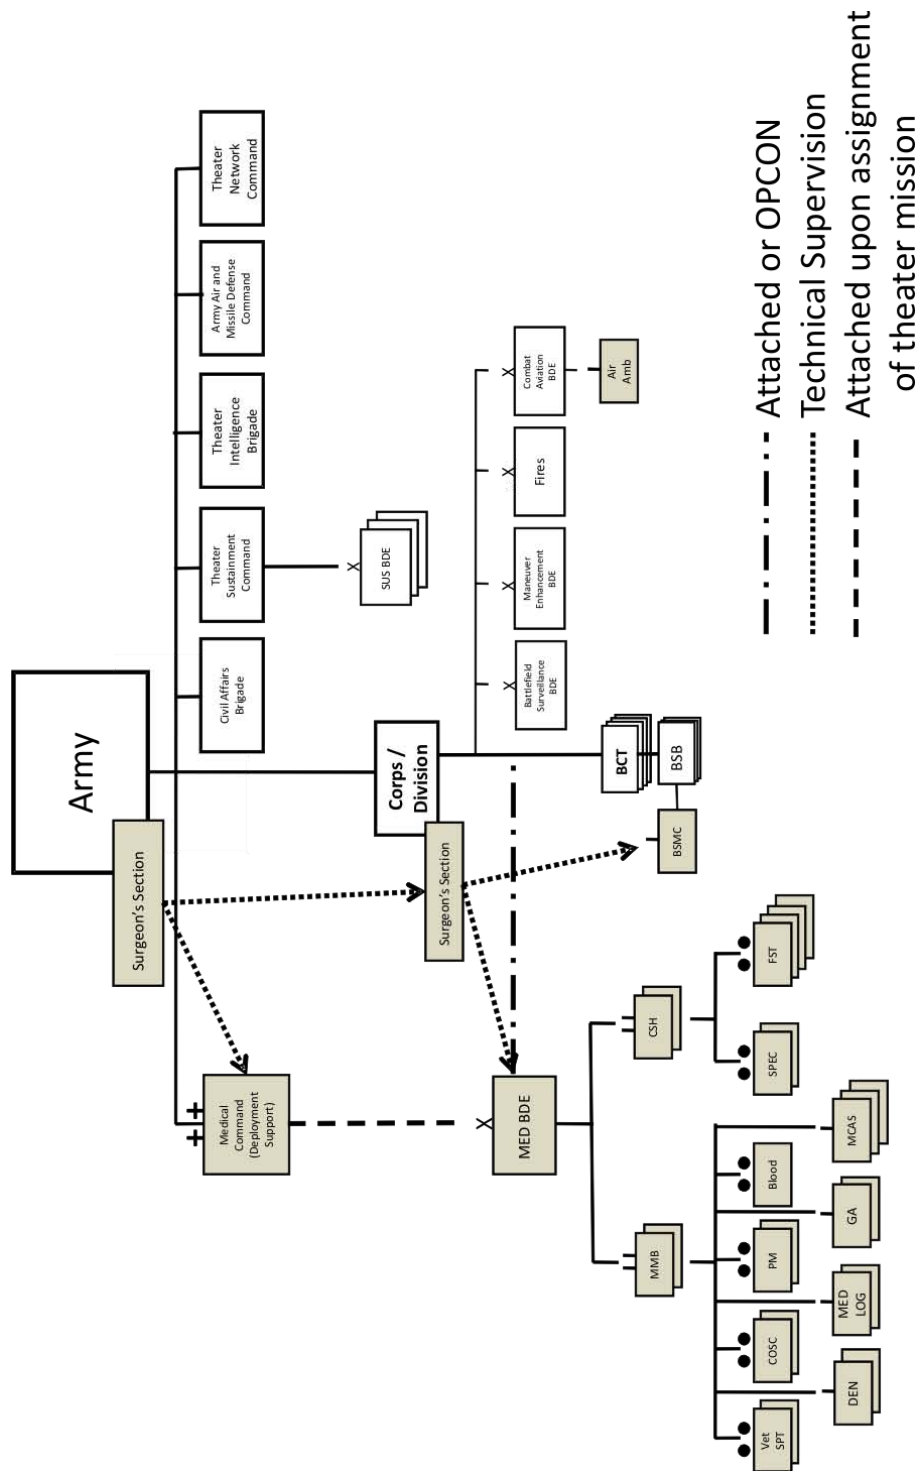 Army
Surgeon's Section
Medical
Command
(Deployment
Support)
Civil Affairs
Brigade
Theater
Sustainment
Command
Theater
Intelligence
Brigade
Army Air and
Missile Defense
Command
Theater
Network
Command
X
SUS BDE
Corps /
Division
Surgeon's Section
X
MED BDE
X
Battlefield
Surveillance
BDE
X
Maneuver
Enhancement
BDE
X
Fires
X
Combat
Aviation
BDE
Air
Amb
BCT
BSB
BSMC
MMB
CSH
Vet
SPT
COSC
PM
Blood
SPEC
FST
DEN
MED
LOG
GA
MCAS
Attached or OPCON
Technical Supervision
Attached upon assignment
of theater mission